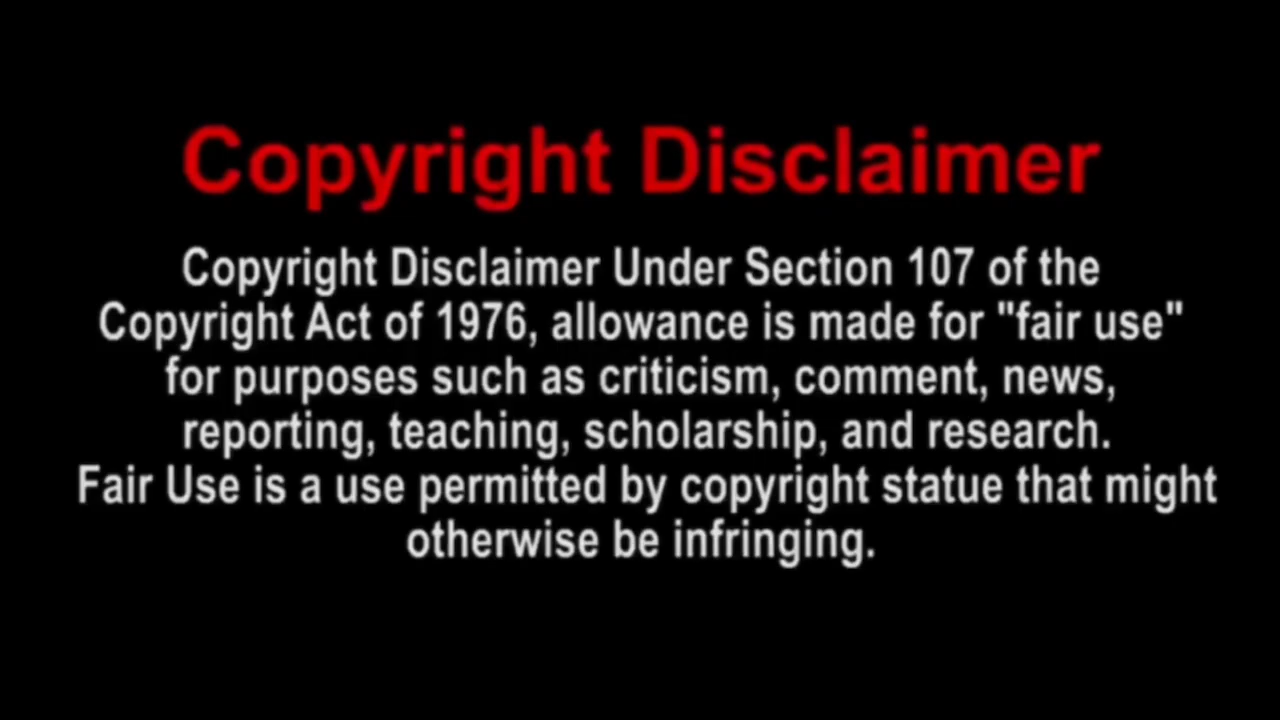 Copyright Disclaimer
Copyright Disclaimer Under Section 107 of the
Copyright Act of 1976, allowance is made for "fair use"
for purposes such as criticism, comment, news,
reporting, teaching, scholarship, and research.
Fair Use is a use permitted by copyright statue that might
otherwise be infringing.